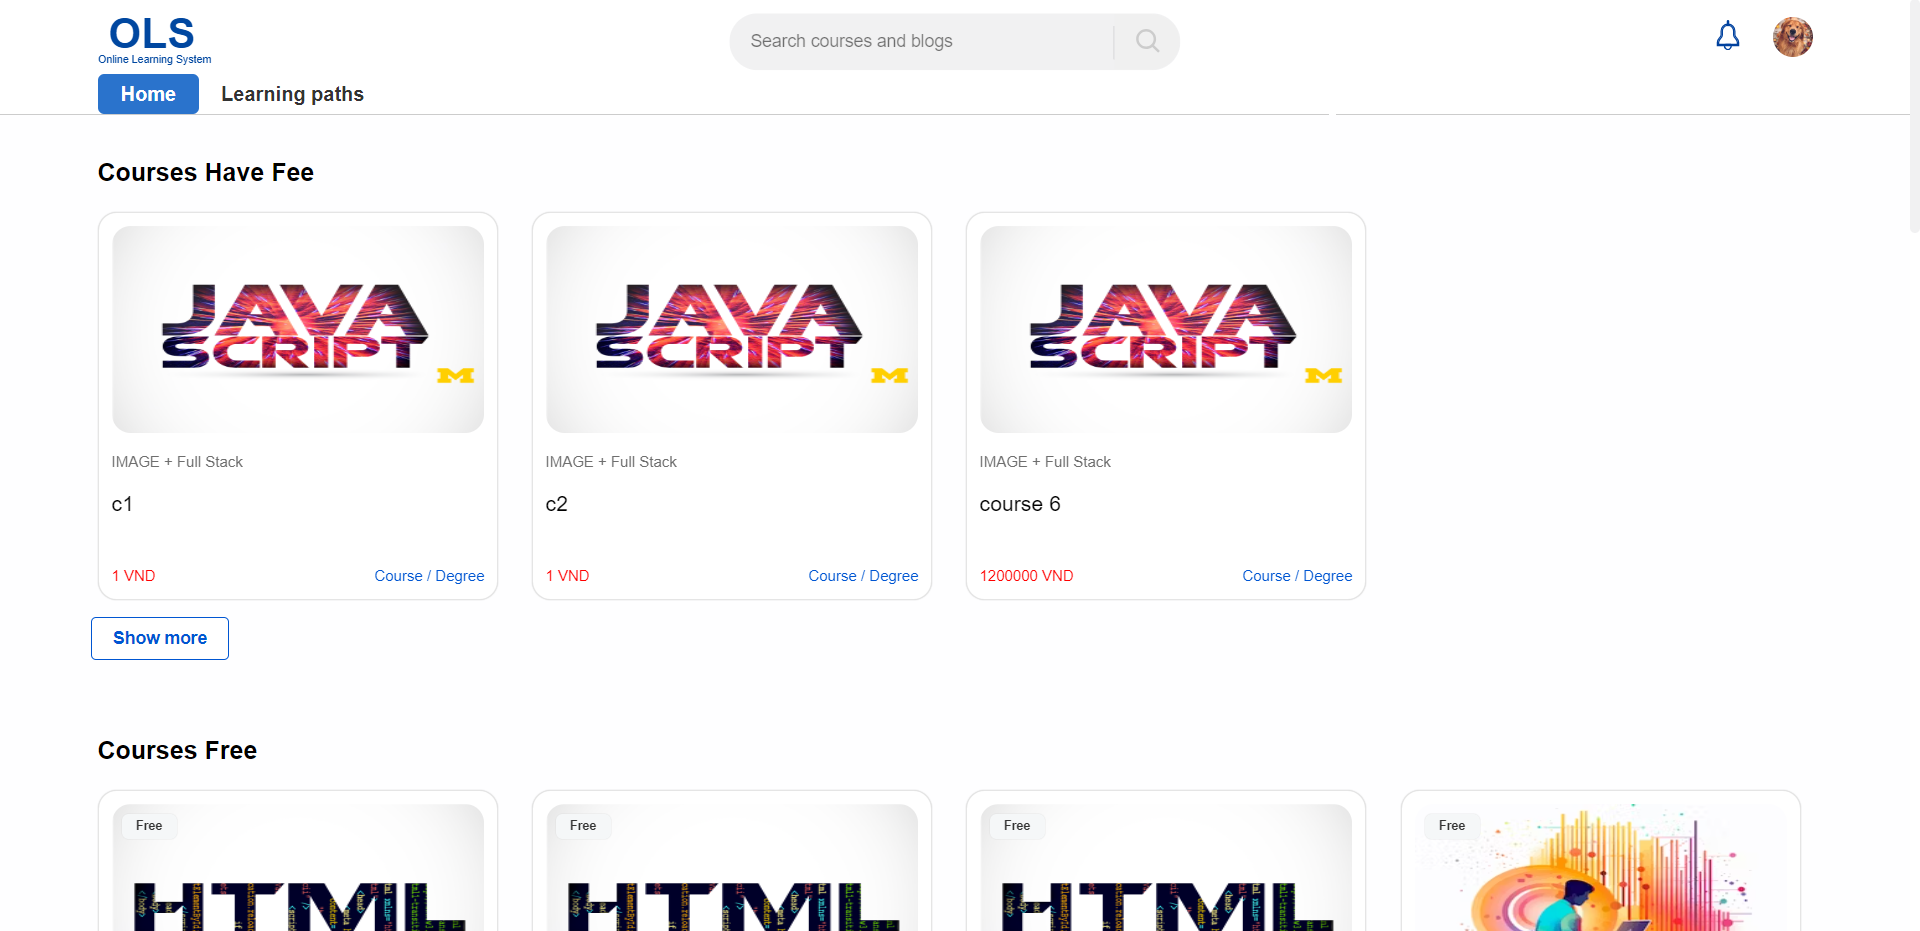 OLS
Online Learning System
Search courses and blogs
Home
Learning paths
Courses Have Fee
JAVA
SCRIPT
M
IMAGE + Full Stack
c1
1 VND
Course / Degree
JAVA
SCRIPT
M
IMAGE + Full Stack
c2
1 VND
Course / Degree
JAVA
SCRIPT
M
IMAGE + Full Stack
course 6
1200000 VND
Course / Degree
Show more
Courses Free
Free
HTML
Free
HTML
Free
HTML
Free